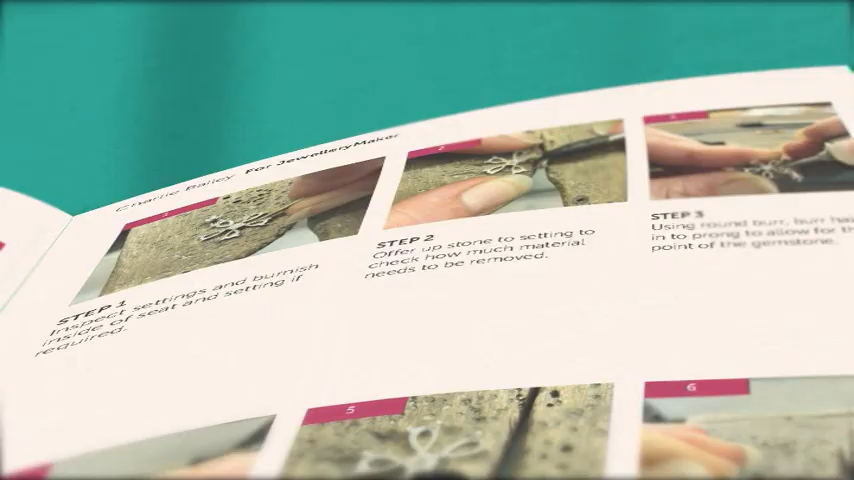 Charlie Bailey For JewelleryMaker
1
2
3
STEP 1
Inspect settings and burnish
inside of seat and setting if
required.
STEP 2
Offer up stone to setting to
check how much material
needs to be removed.
STEP 3
Using round burr, burr
in to prong to allow for
point of the gemstone.
5
6